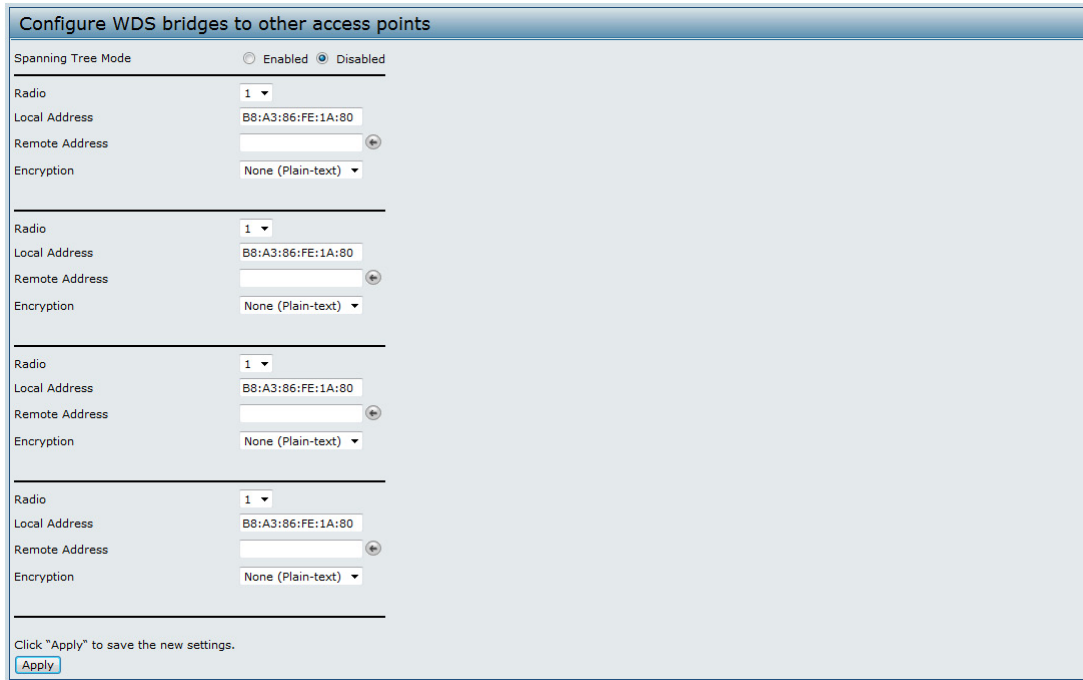 Configure WDS bridges to other access points
Spanning Tree Mode Enabled Disabled
Radio 1
Local Address B8:A3:86:FE:1A:80
Remote Address
Encryption None (Plain-text)
Radio 1
Local Address B8:A3:86:FE:1A:80
Remote Address
Encryption None (Plain-text)
Radio 1
Local Address B8:A3:86:FE:1A:80
Remote Address
Encryption None (Plain-text)
Radio 1
Local Address B8:A3:86:FE:1A:80
Remote Address
Encryption None (Plain-text)
Click "Apply" to save the new settings.
Apply